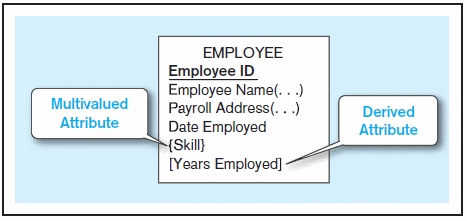 EMPLOYEE
Employee ID
Employee Name(. . .)
Payroll Address(. . .)
Date Employed
{Skill}
[Years Employed]
Multivalued
Attribute
Derived
Attribute